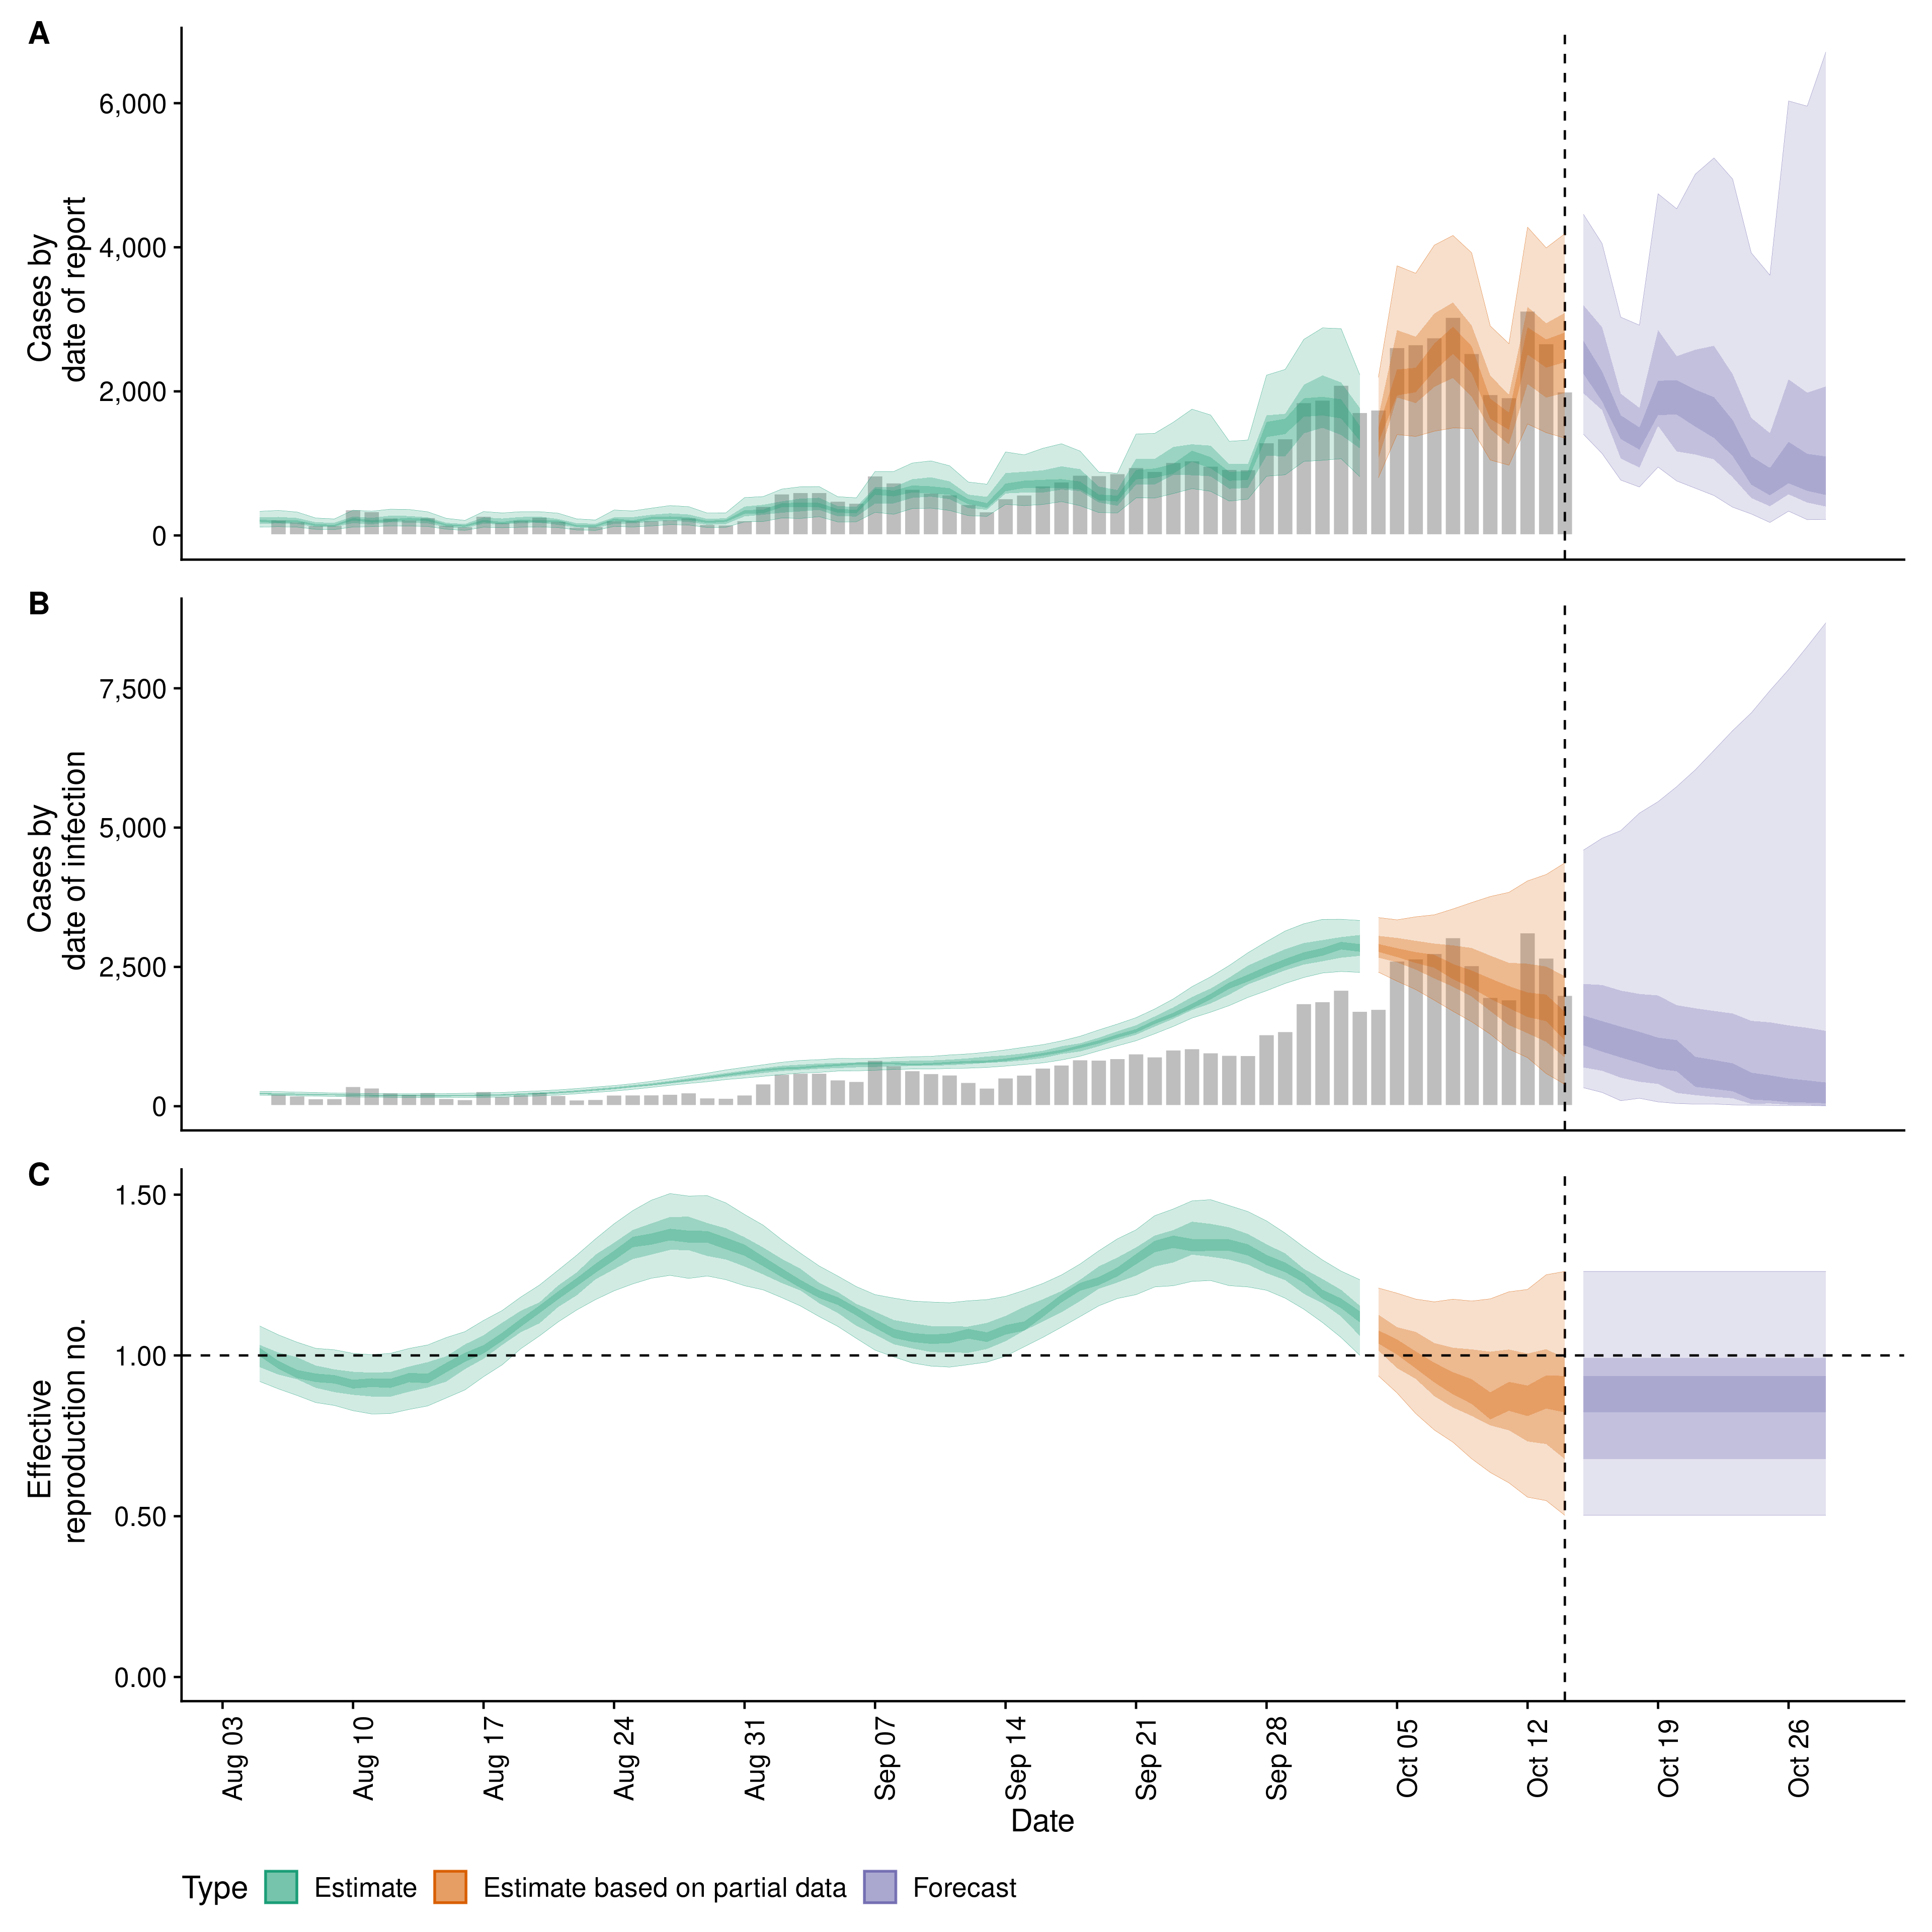 A
6,000
4,000
2,000
0
Cases by
date of report
B
7,500
5,000
2,500
0
Cases by
date of infection
C
1.50
1.00
0.50
0.00
Effective
reproduction no.
Aug 03
Aug 10
Aug 17
Aug 24
Aug 31
Sep 07
Sep 14
Sep 21
Sep 28
Oct 05
Oct 12
Oct 19
Oct 26
Date
Type Estimate Estimate based on partial data Forecast